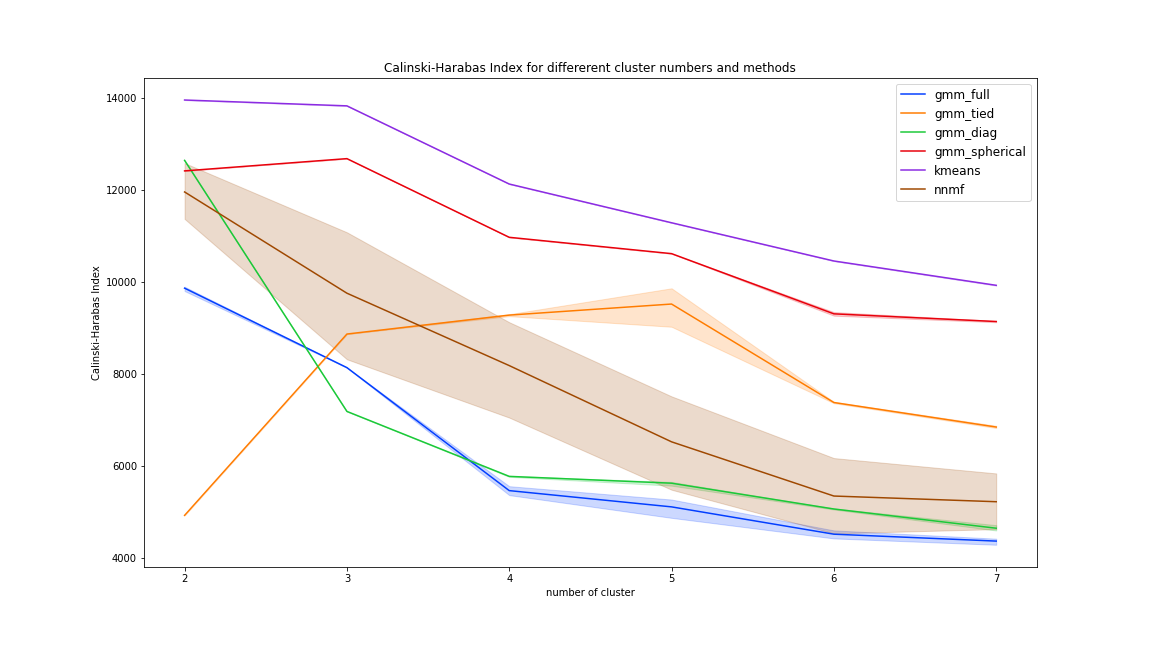 Calinski-Harabas Index for differerent cluster numbers and methods
gmm_full
gmm_tied
gmm_diag
gmm_spherical
kmeans
nnmf
Calinski-Harabas Index
14000
12000
10000
8000
6000
4000
2 3 4 5 6 7
number of cluster